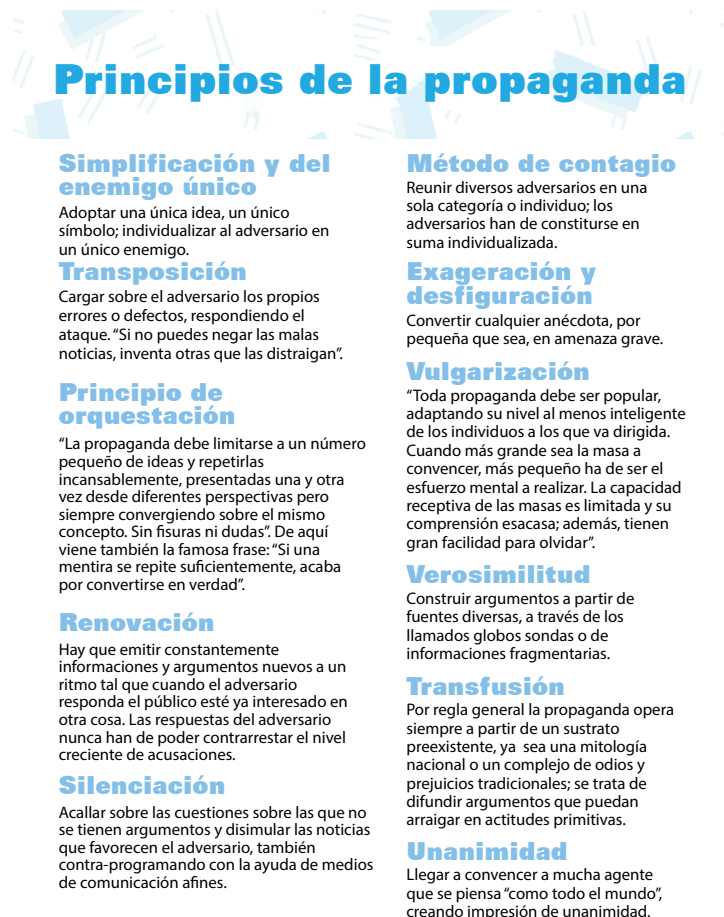 Principios de la propaganda
Simplificación y del
enemigo único
Adoptar una única idea, un único
símbolo; individualizar al adversario en
un único enemigo.
Transposición
Cargar sobre el adversario los propios
errores o defectos, respondiendo el
ataque. “Si no puedes negar las malas
noticias, inventa otras que las distraigan”.
Principio de
orquestación
“La propaganda debe limitarse a un número
pequeño de ideas y repetirlas
incansablemente, presentadas una y otra
vez desde diferentes perspectivas pero
siempre convergiendo sobre el mismo
concepto. Sin fisuras ni dudas”. De aquí
viene también la famosa frase: “Si una
mentira se repite suficientemente, acaba
por convertirse en verdad”.
Renovación
Hay que emitir constantemente
informaciones y argumentos nuevos a un
ritmo tal que cuando el adversario
responda el público esté ya interesado en
otra cosa. Las respuestas del adversario
nunca han de poder contrarrestar el nivel
creciente de acusaciones.
Silenciación
Acallar sobre las cuestiones sobre las que no
se tienen argumentos y disimular las noticias
que favorecen el adversario, también
contra-programando con la ayuda de medios
de comunicación afines.
Método de contagio
Reunir diversos adversarios en una
sola categoría o individuo; los
adversarios han de constiturse en
suma individualizada.
Exageración y
desfiguración
Convertir cualquier anécdota, por
pequeña que sea, en amenaza grave.
Vulgarización
“Toda propaganda debe ser popular,
adaptando su nivel al menos inteligente
de los individuos a los que va dirigida.
Cuando más grande sea la masa a
convencer, más pequeño ha de ser el
esfuerzo mental a realizar. La capacidad
receptiva de las masas es limitada y su
comprensión esacasa; además, tienen
gran facilidad para olvidar”.
Verosimilitud
Construir argumentos a partir de
fuentes diversas, a través de los
llamados globos sondas o de
informaciones fragmentarias.
Transfusión
Por regla general la propaganda opera
siempre a partir de un sustrato
preexistente, ya sea una mitología
nacional o un complejo de odios y
prejuicios tradicionales; se trata de
difundir argumentos que puedan
arraigar en actitudes primitivas.
Unanimidad
Llegar a convencer a mucha agente
que se piensa “como todo el mundo”,
creando impresión de unanimidad.